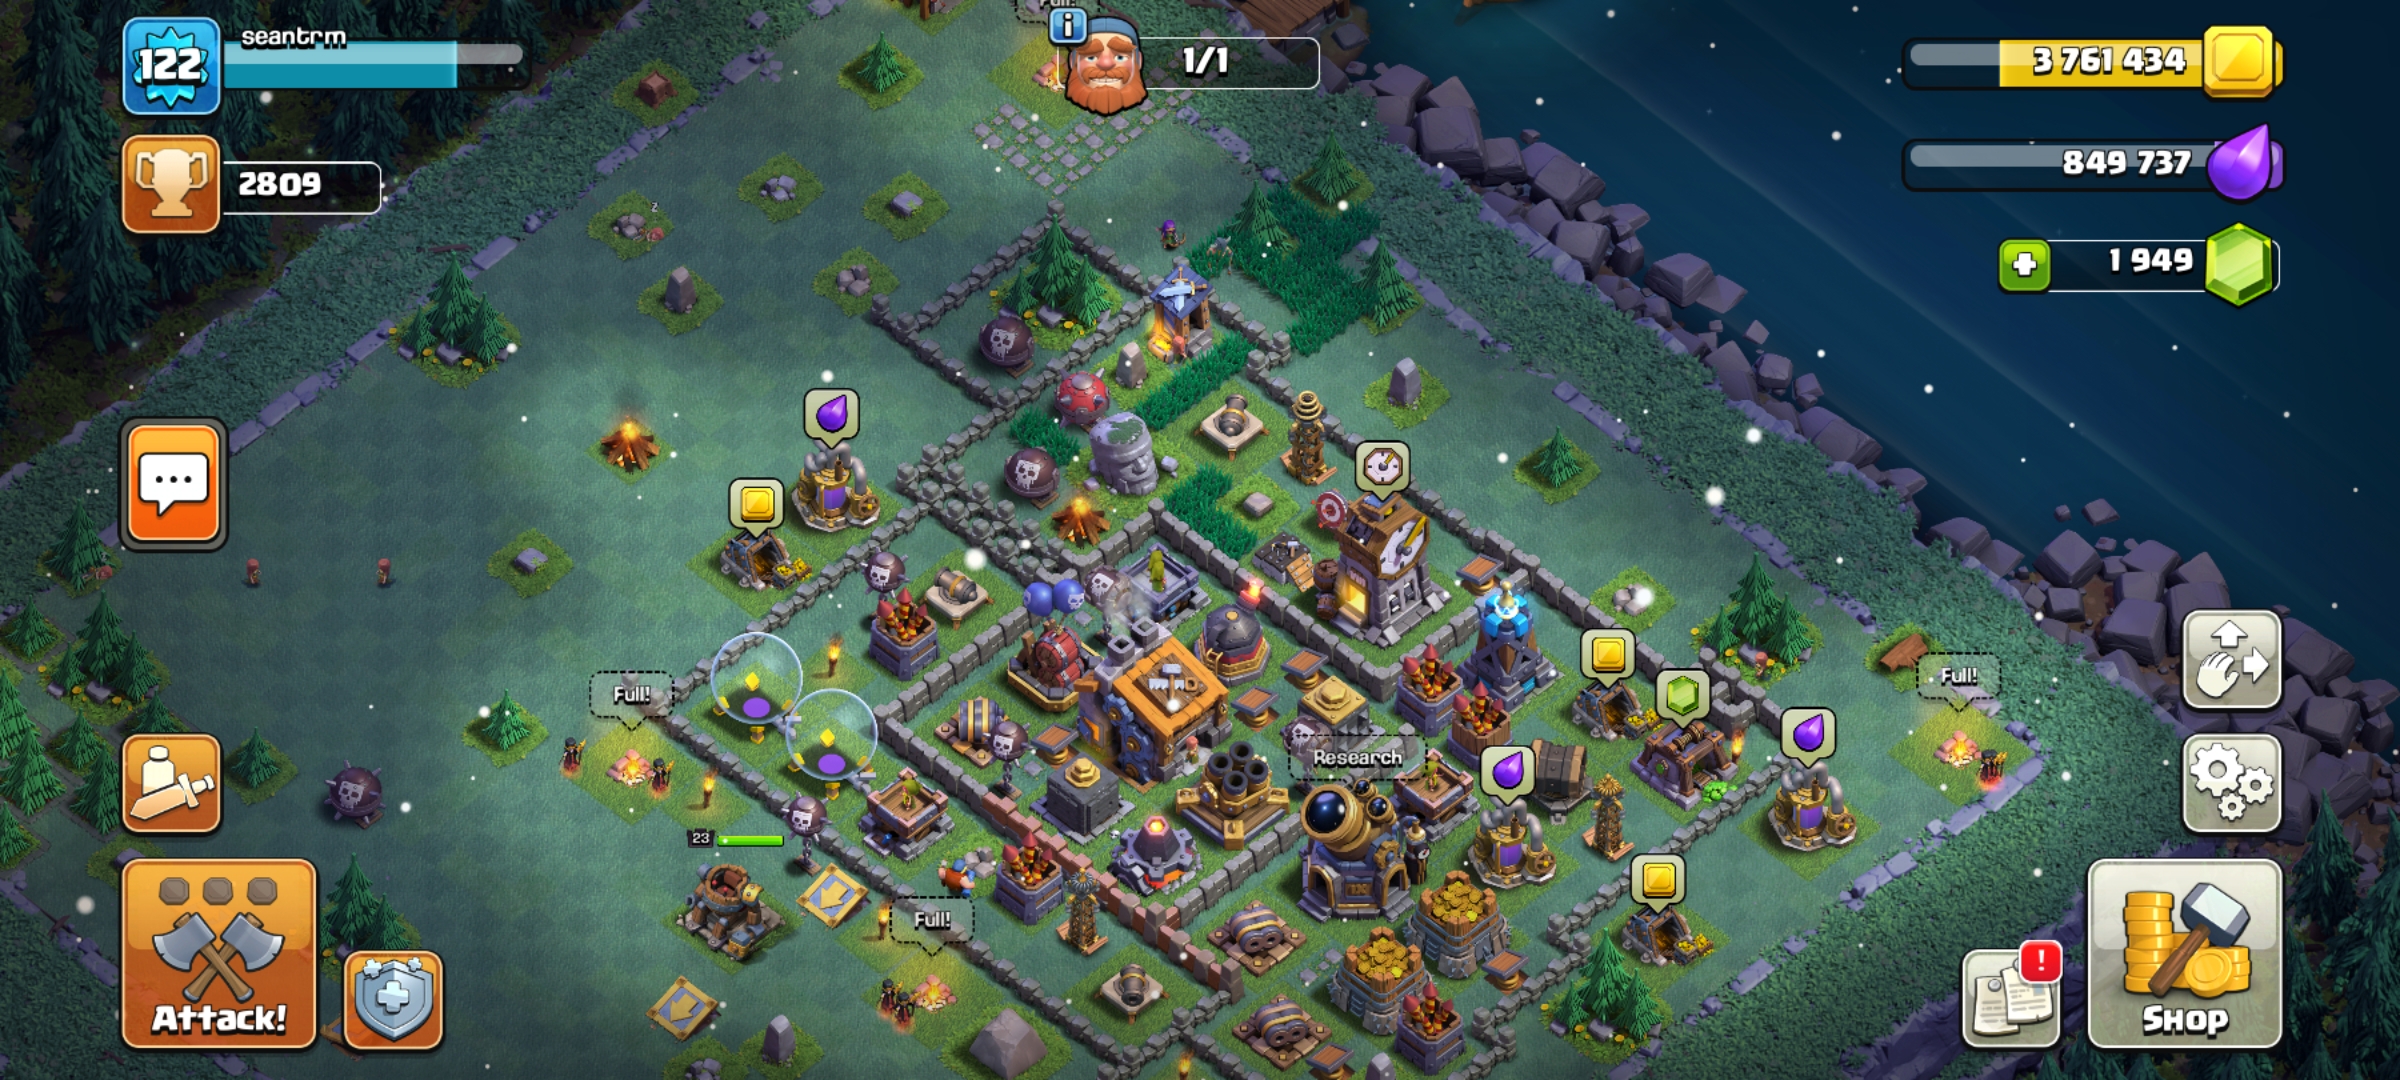 Full!
122
seantrm
1/1
3 761 434
849 737
2809
1 949
Full!
Full!
Research
23
Full!
Attack!
!
Shop